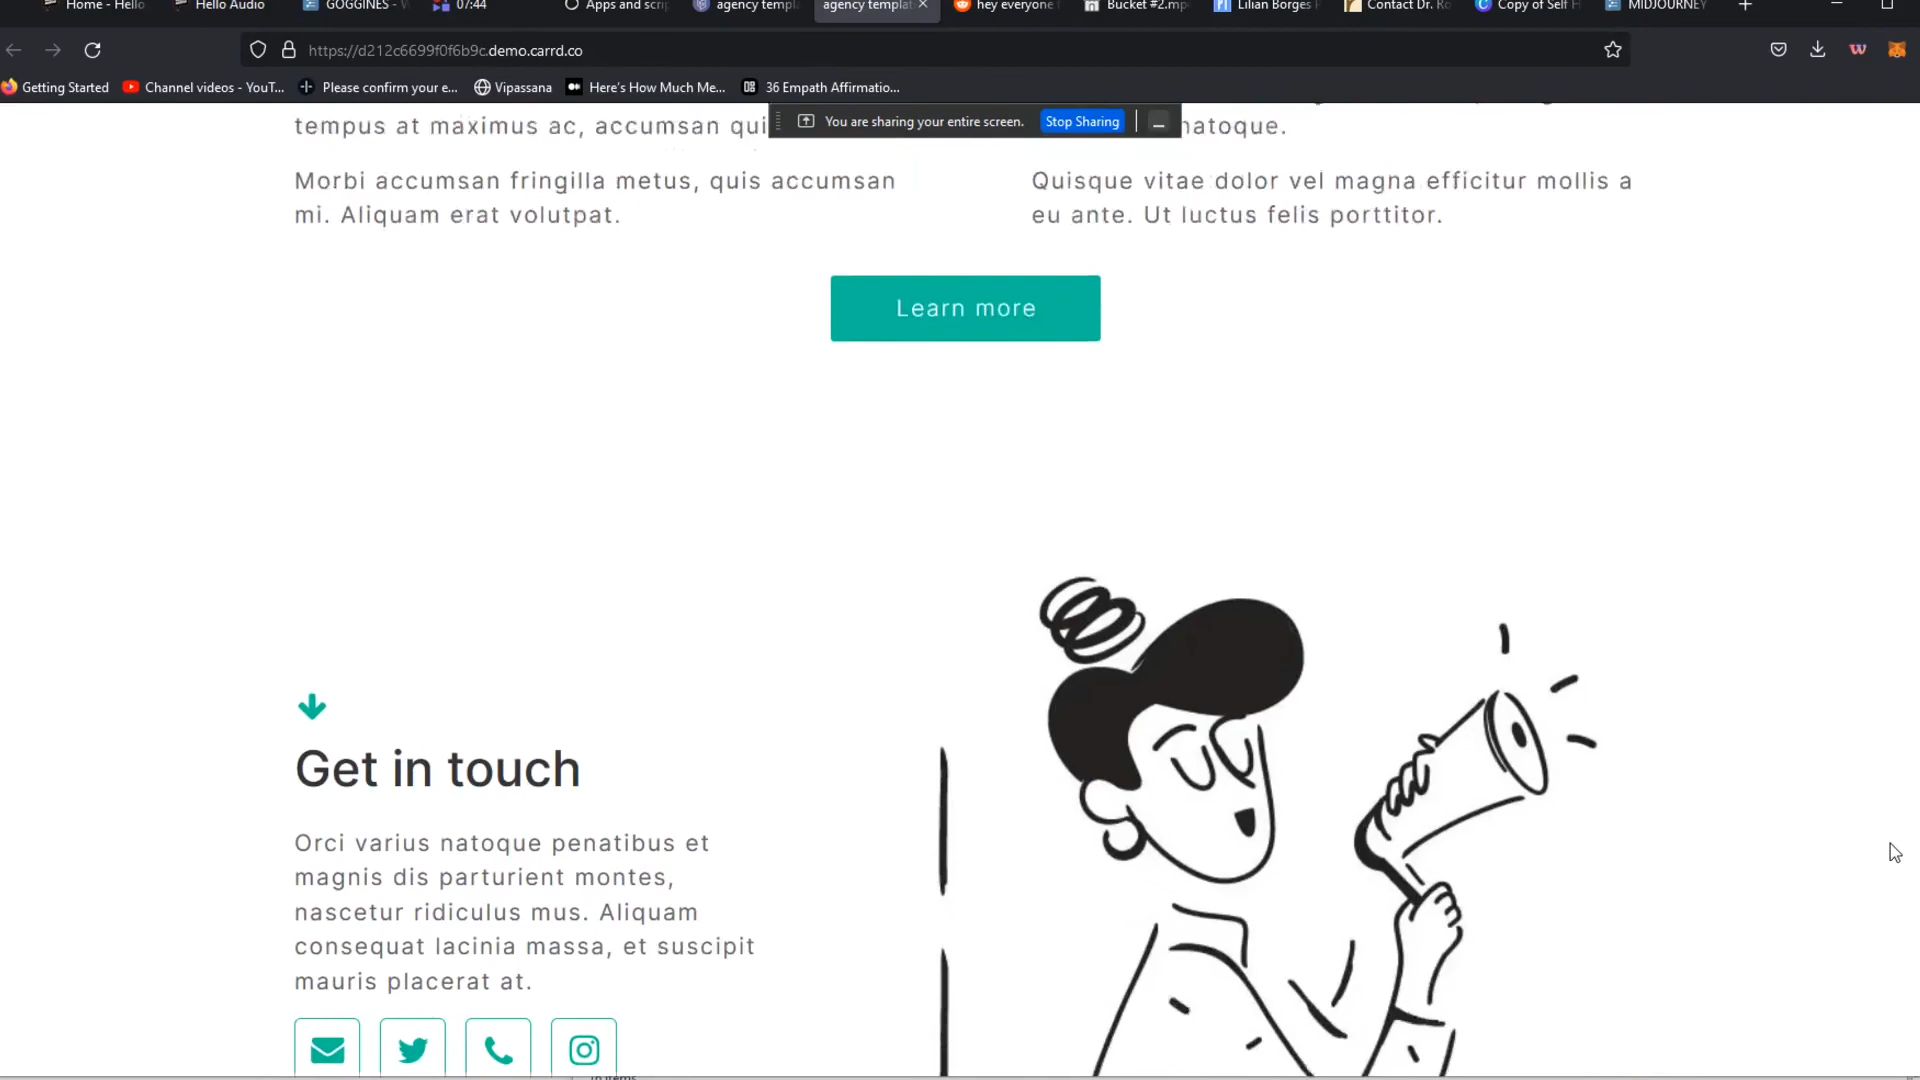 Home - Hello
Hello Audio
GOGGINES - W
07:44
Apps and scri
agency templa
agency templat
hey everyone
Bucket #2.mp
Lilian Borges P
Contact Dr. Ro
Copy of Self H
MIDJOURNEY
https://d212c6699f0f6b9c.demo.carrd.co
Getting Started
Channel videos - YouT...
Please confirm your e...
Vipassana
Here's How Much Me...
36 Empath Affirmatio...
You are sharing your entire screen.
Stop Sharing
tempus at maximus ac, accumsan qui
natoque.
Morbi accumsan fringilla metus, quis accumsan
mi. Aliquam erat volutpat.
Quisque vitae dolor vel magna efficitur mollis a
eu ante. Ut luctus felis porttitor.
Learn more
Get in touch
Orci varius natoque penatibus et
magnis dis parturient montes,
nascetur ridiculus mus. Aliquam
consequat lacinia massa, et suscipit
mauris placerat at.